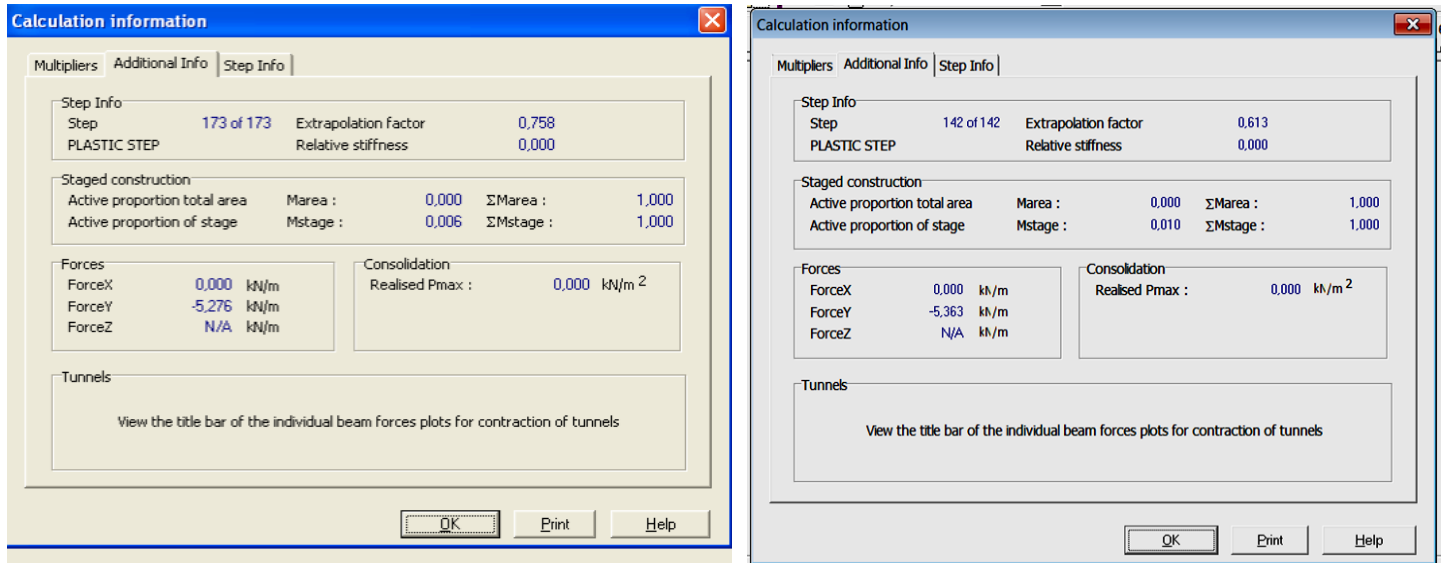 Calculation information
Multipliers Additional Info Step Info
Step Info
Step 173 of 173 Extrapolation factor 0,758
PLASTIC STEP Relative stiffness 0,000
Staged construction
Active proportion total area Marea : 0,000 ΣMarea : 1,000
Active proportion of stage Mstage : 0,006 ΣMstage : 1,000
Forces Consolidation
ForceX 0,000 kN/m Realised Pmax : 0,000 kN/m 2
ForceY -5,276 kN/m
ForceZ N/A kN/m
Tunnels
View the title bar of the individual beam forces plots for contraction of tunnels
OK Print Help
Calculation information
Multipliers Additional Info Step Info
Step Info
Step 142 of 142 Extrapolation factor 0,613
PLASTIC STEP Relative stiffness 0,000
Staged construction
Active proportion total area Marea : 0,000 ΣMarea : 1,000
Active proportion of stage Mstage : 0,010 ΣMstage : 1,000
Forces Consolidation
ForceX 0,000 kN/m Realised Pmax : 0,000 kN/m 2
ForceY -5,363 kN/m
ForceZ N/A kN/m
Tunnels
View the title bar of the individual beam forces plots for contraction of tunnels
OK Print Help